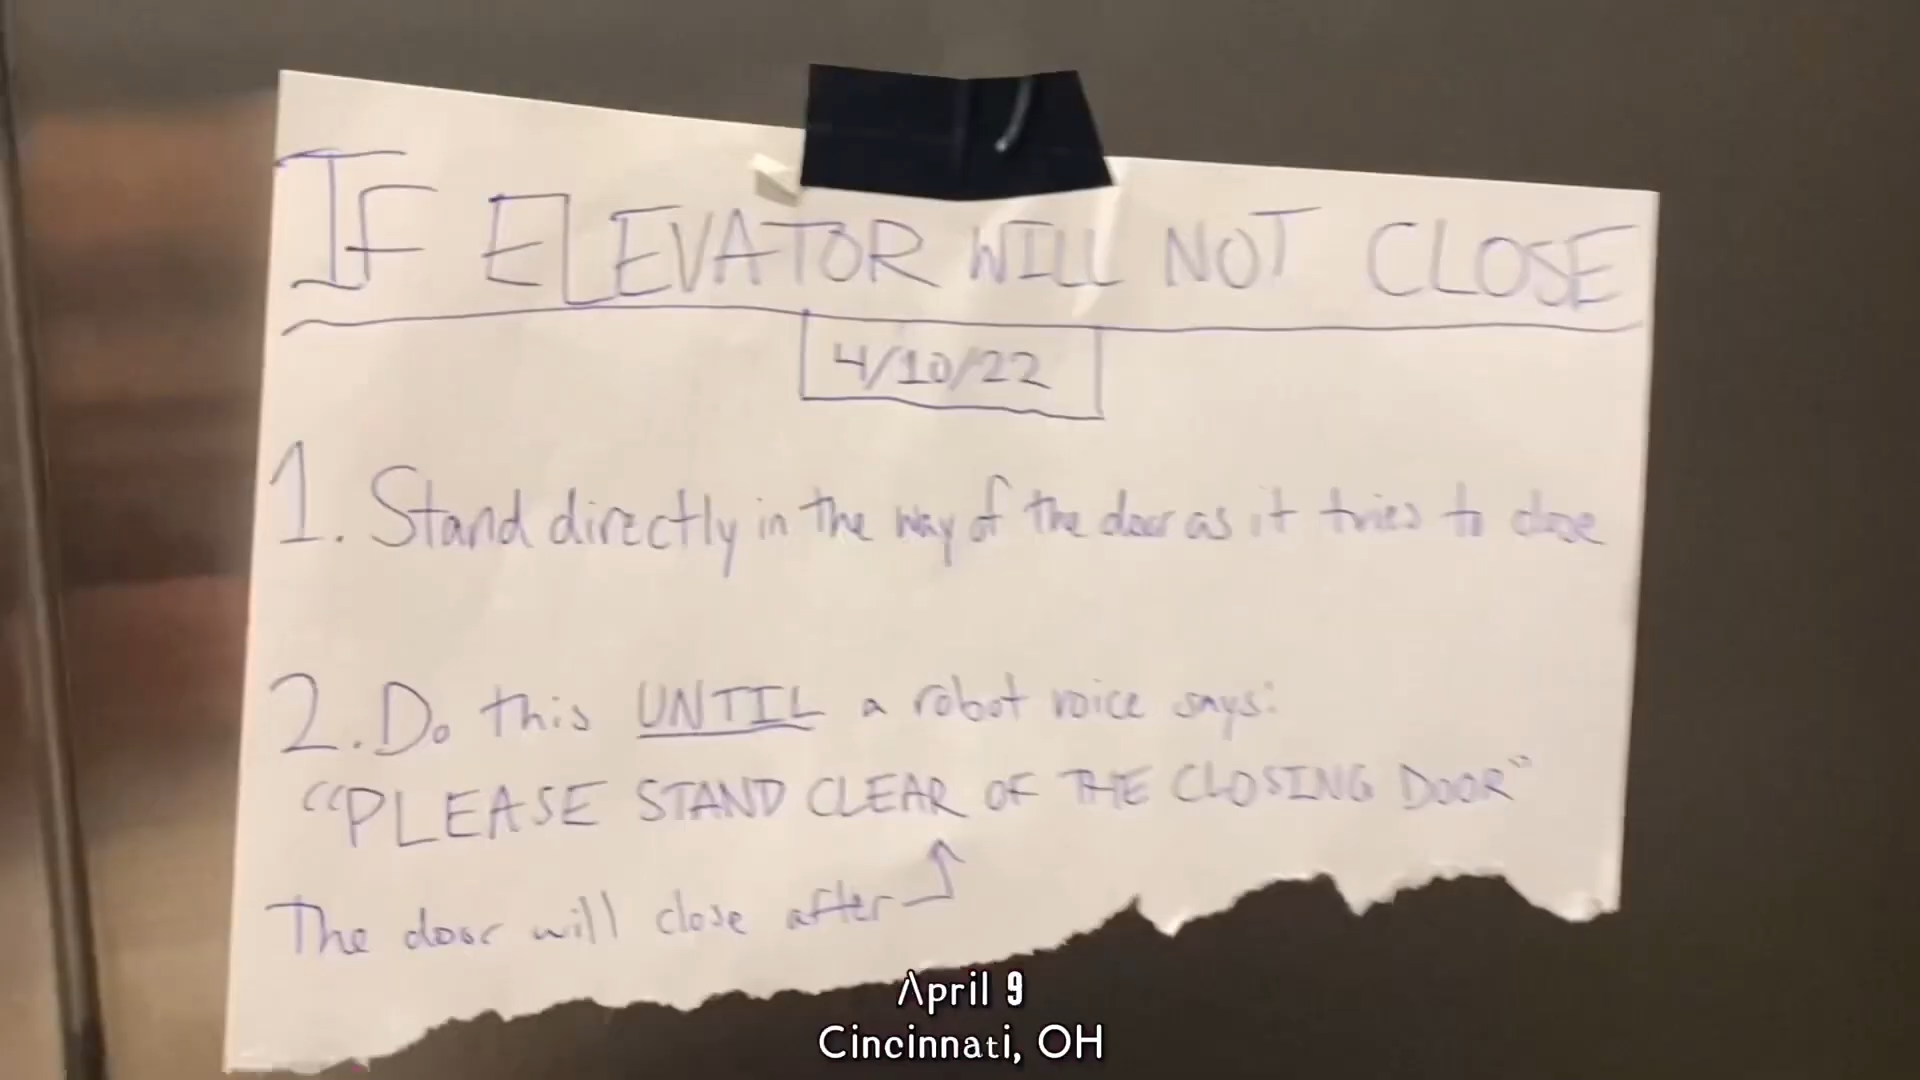 IF ELEVATOR WILL NOT CLOSE
4/10/22
1. Stand directly in the way of the door as it tries to close
2. Do this UNTIL a robot voice says:
"PLEASE STAND CLEAR OF THE CLOSING DOOR"
The door will close after
April 9
Cincinnati, OH